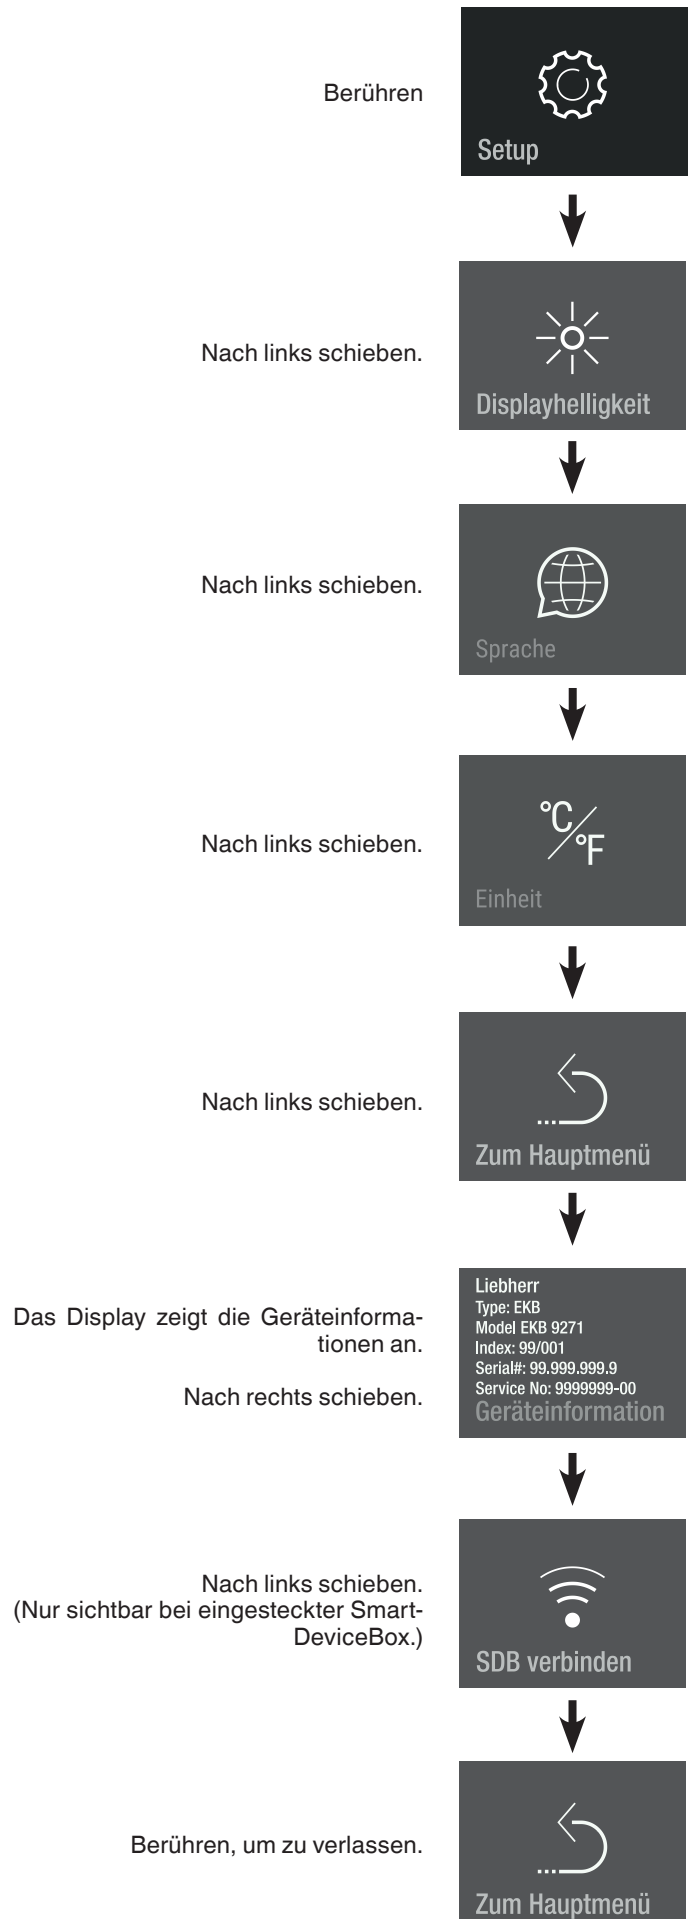 Berühren
Setup
Nach links schieben.
Displayhelligkeit
Nach links schieben.
Sprache
Nach links schieben.
°C/°F
Einheit
Nach links schieben.
Zum Hauptmenü
Das Display zeigt die Geräteinforma-
tionen an.
Nach rechts schieben.
Liebherr
Type: EKB
Model EKB 9271
Index: 99/001
Serial#: 99.999.999.9
Service No: 9999999-00
Geräteinformation
Nach links schieben.
(Nur sichtbar bei eingesteckter Smart-
DeviceBox.)
SDB verbinden
Berühren, um zu verlassen.
Zum Hauptmenü